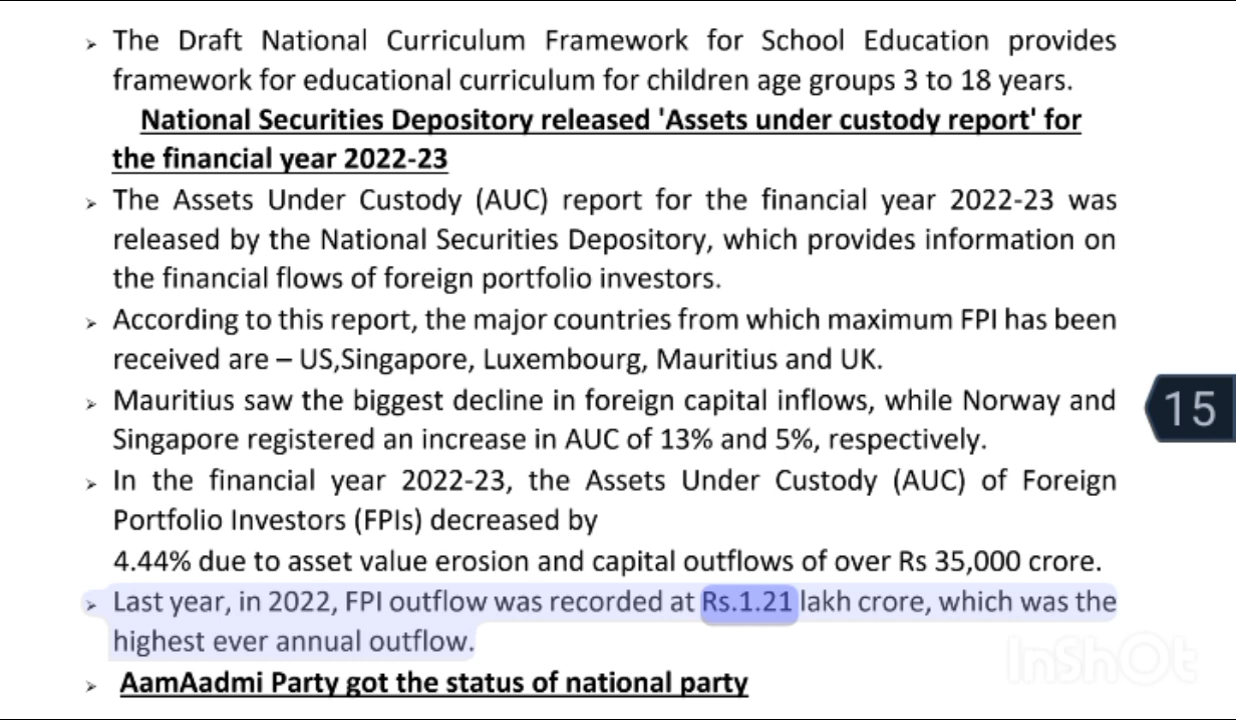 ➢ The Draft National Curriculum Framework for School Education provides
framework for educational curriculum for children age groups 3 to 18 years.
National Securities Depository released 'Assets under custody report' for
the financial year 2022-23
➢ The Assets Under Custody (AUC) report for the financial year 2022-23 was
released by the National Securities Depository, which provides information on
the financial flows of foreign portfolio investors.
➢ According to this report, the major countries from which maximum FPI has been
received are – US,Singapore, Luxembourg, Mauritius and UK.
➢ Mauritius saw the biggest decline in foreign capital inflows, while Norway and
Singapore registered an increase in AUC of 13% and 5%, respectively.
15
➢ In the financial year 2022-23, the Assets Under Custody (AUC) of Foreign
Portfolio Investors (FPIs) decreased by
4.44% due to asset value erosion and capital outflows of over Rs 35,000 crore.
➢ Last year, in 2022, FPI outflow was recorded at Rs.1.21 lakh crore, which was the
highest ever annual outflow.
InShOt
➢ AamAadmi Party got the status of national party